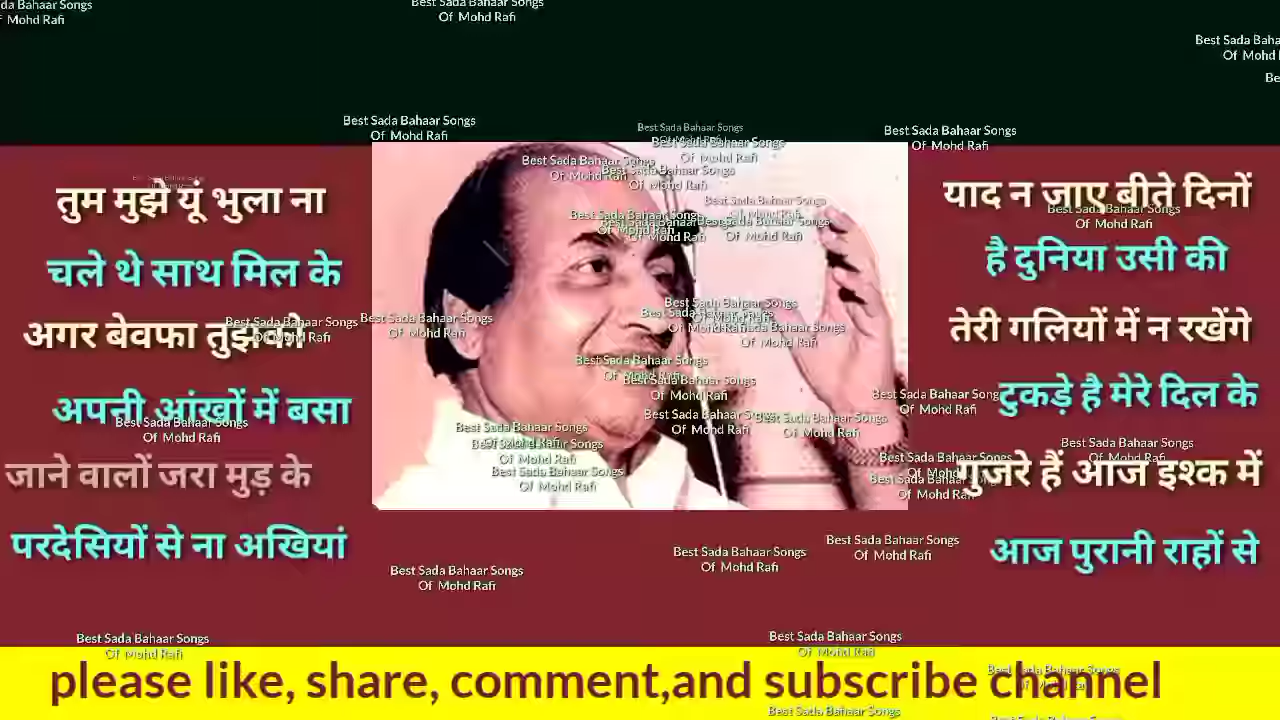 तुम मुझे यूं भुला ना
चले थे साथ मिल के
अगर बेवफा तुझको
अपनी आंखों में बसा
जाने वालों जरा मुड़ के
परदेसियों से ना अखियां
याद न जाए बीते दिनों
है दुनिया उसी की
तेरी गलियों में न रखेंगे
टुकड़े है मेरे दिल के
गुजरे हैं आज इश्क में
आज पुरानी राहों से
Best Sada Bahaar Songs
Of Mohd Rafi
please like, share, comment,and subscribe channel